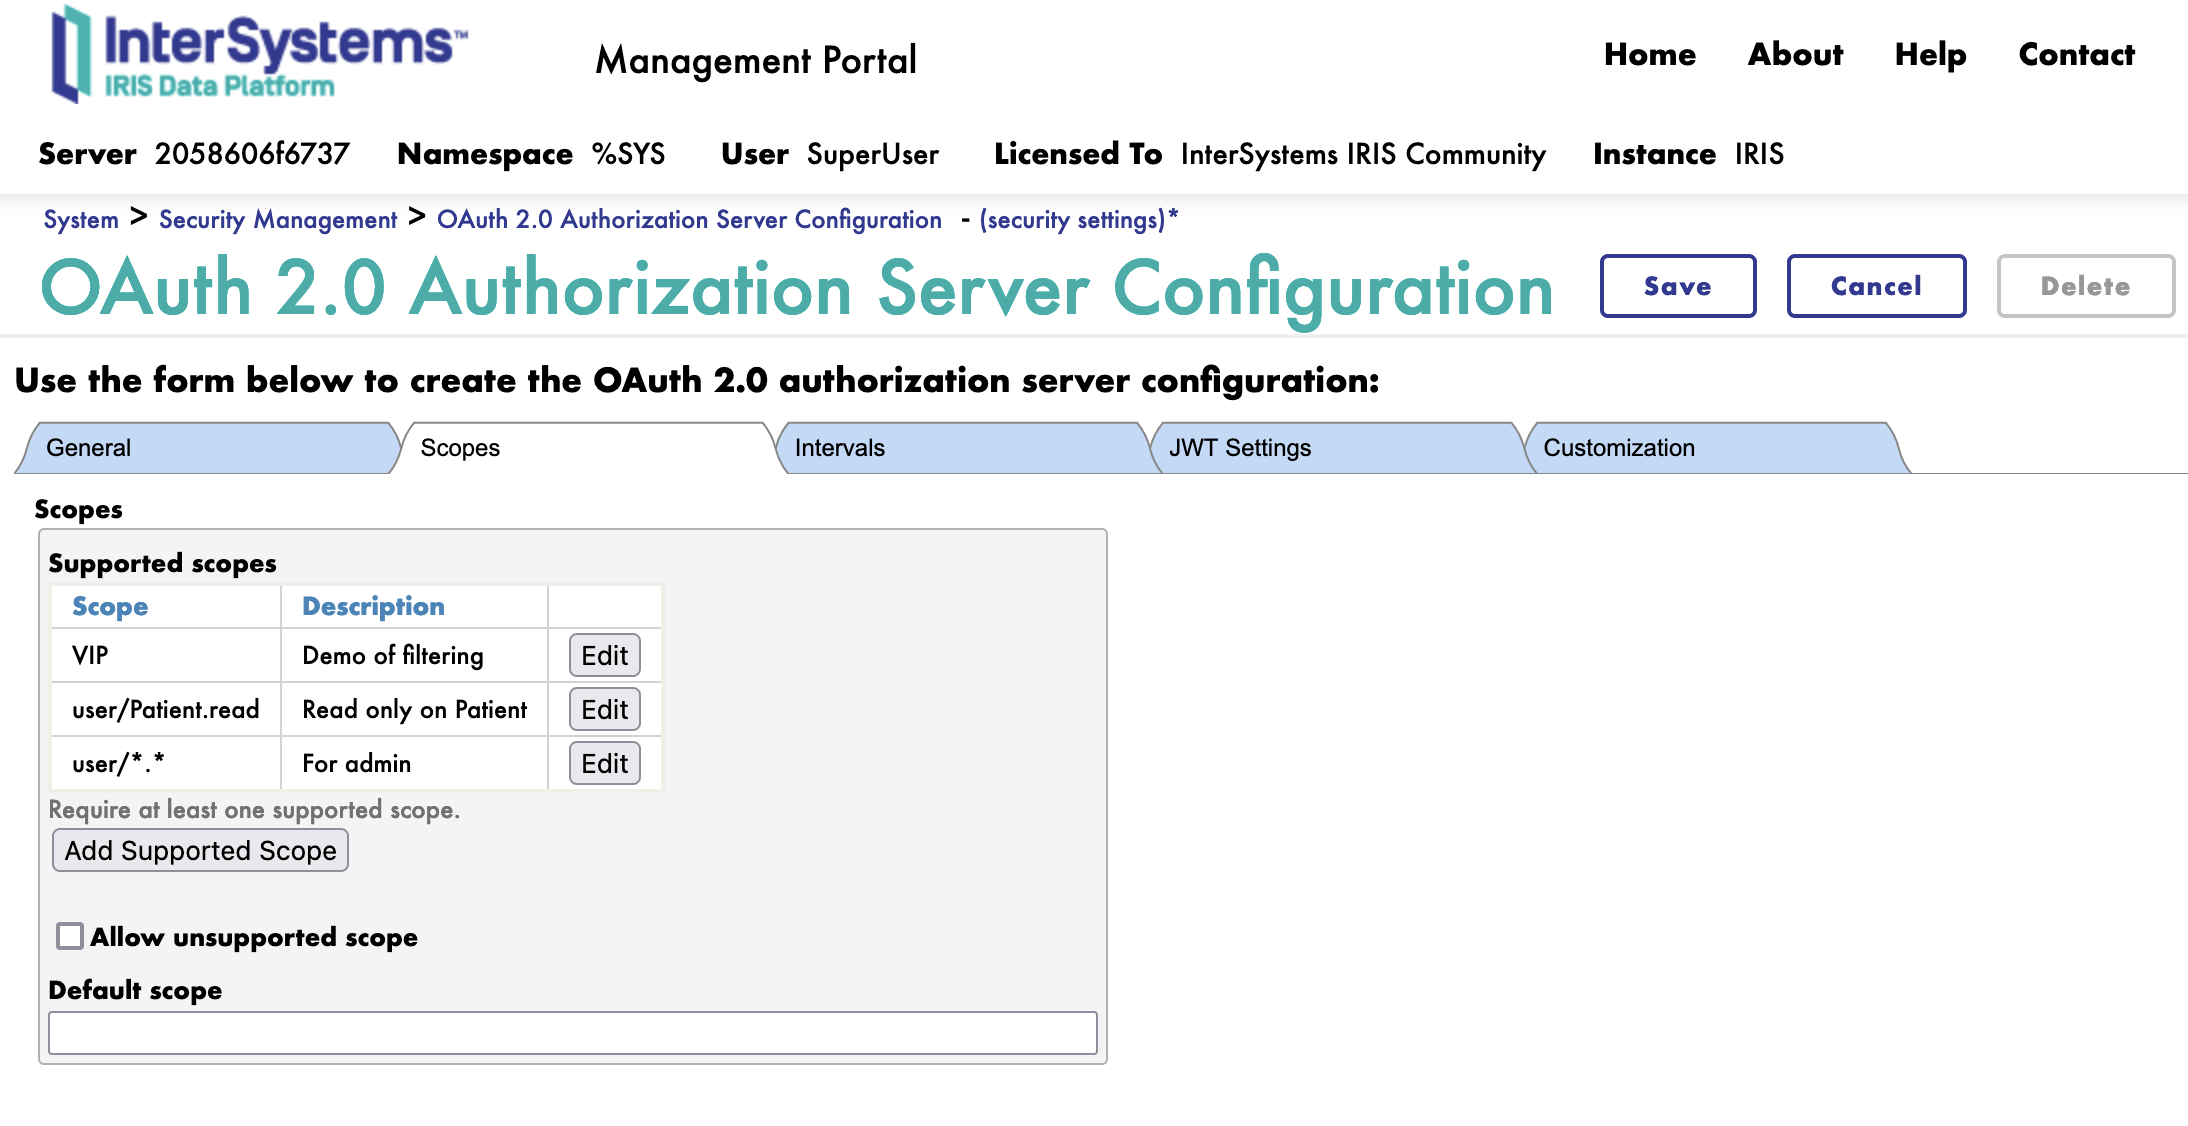 InterSystems™
IRIS Data Platform
Management Portal
Home About Help Contact
Server 2058606f6737 Namespace %SYS User SuperUser Licensed To InterSystems IRIS Community Instance IRIS
System > Security Management > OAuth 2.0 Authorization Server Configuration - (security settings)*
OAuth 2.0 Authorization Server Configuration Save Cancel Delete
Use the form below to create the OAuth 2.0 authorization server configuration:
General Scopes Intervals JWT Settings Customization
Scopes
Supported scopes
Scope Description
VIP Demo of filtering Edit
user/Patient.read Read only on Patient Edit
user/*.* For admin Edit
Require at least one supported scope.
Add Supported Scope
Allow unsupported scope
Default scope